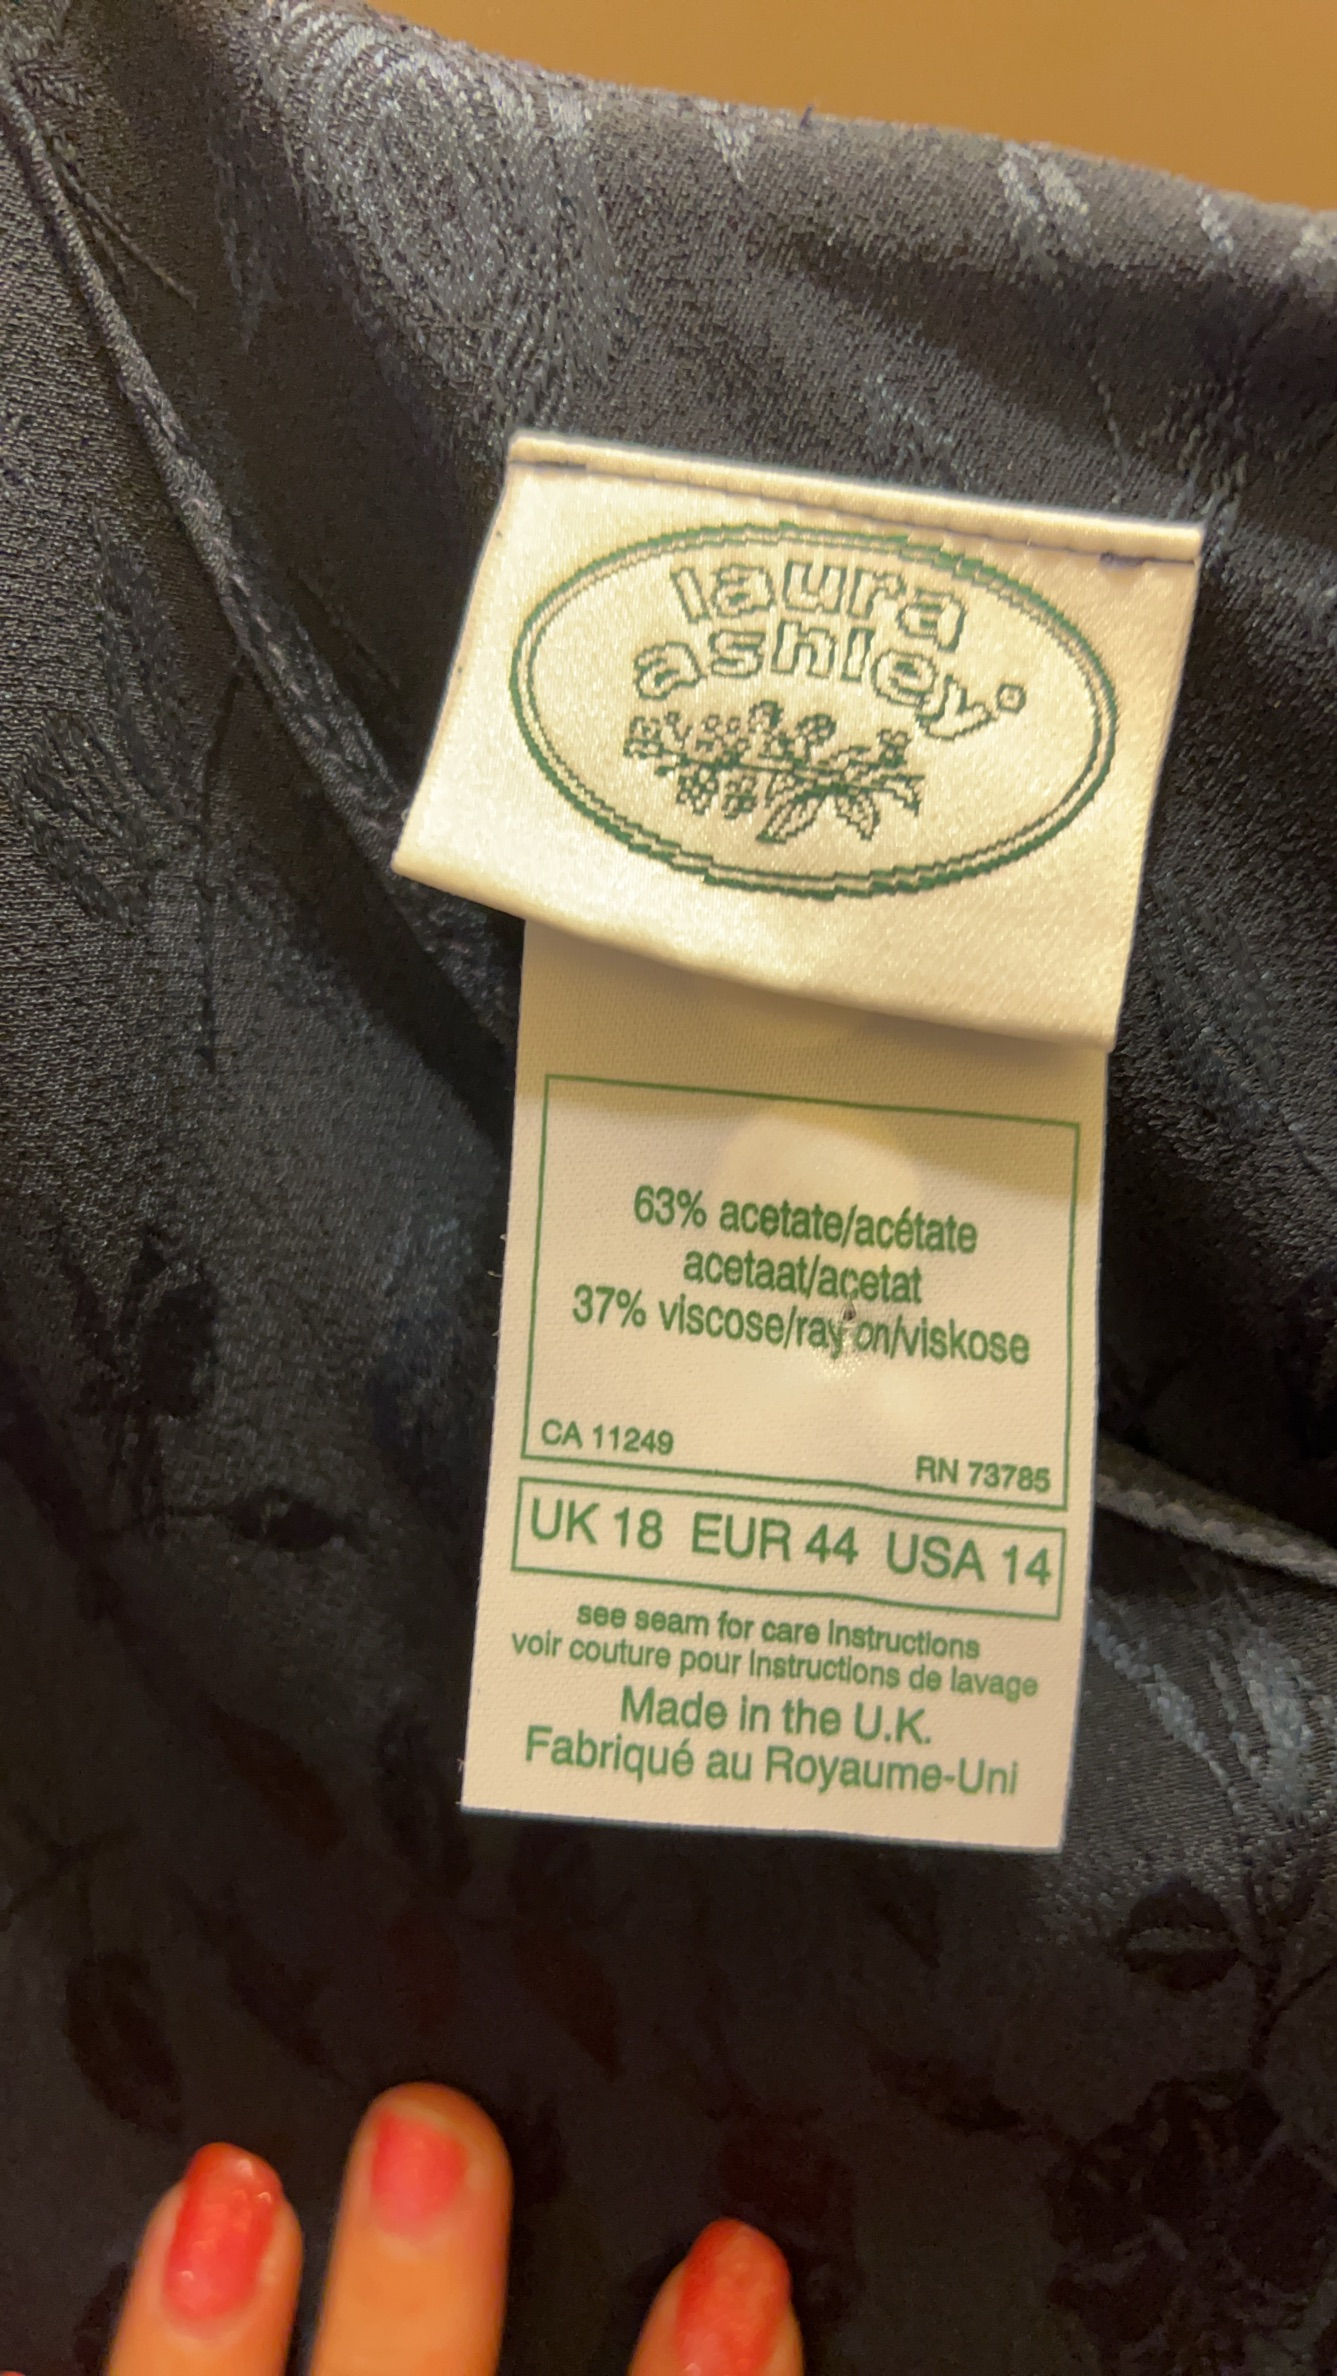 laura
ashley®
63% acetate/acétate
acetaat/acetat
37% viscose/rayon/viskose
CA 11249
RN 73785
UK 18 EUR 44 USA 14
see seam for care instructions
voir couture pour instructions de lavage
Made in the U.K.
Fabriqué au Royaume-Uni